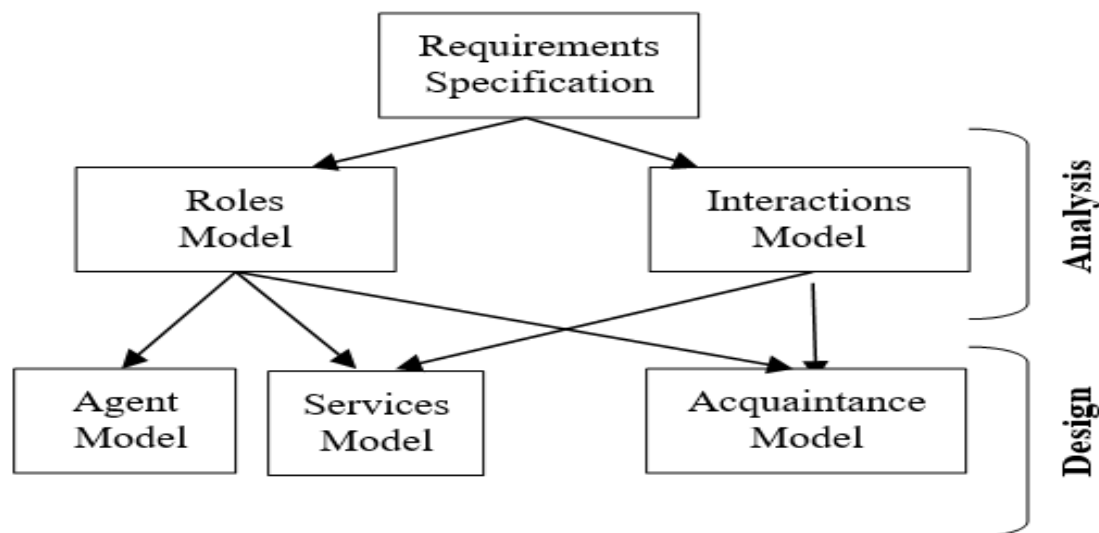 Requirements
Specification
Roles
Model
Interactions
Model
Analysis
Agent
Model
Services
Model
Acquaintance
Model
Design